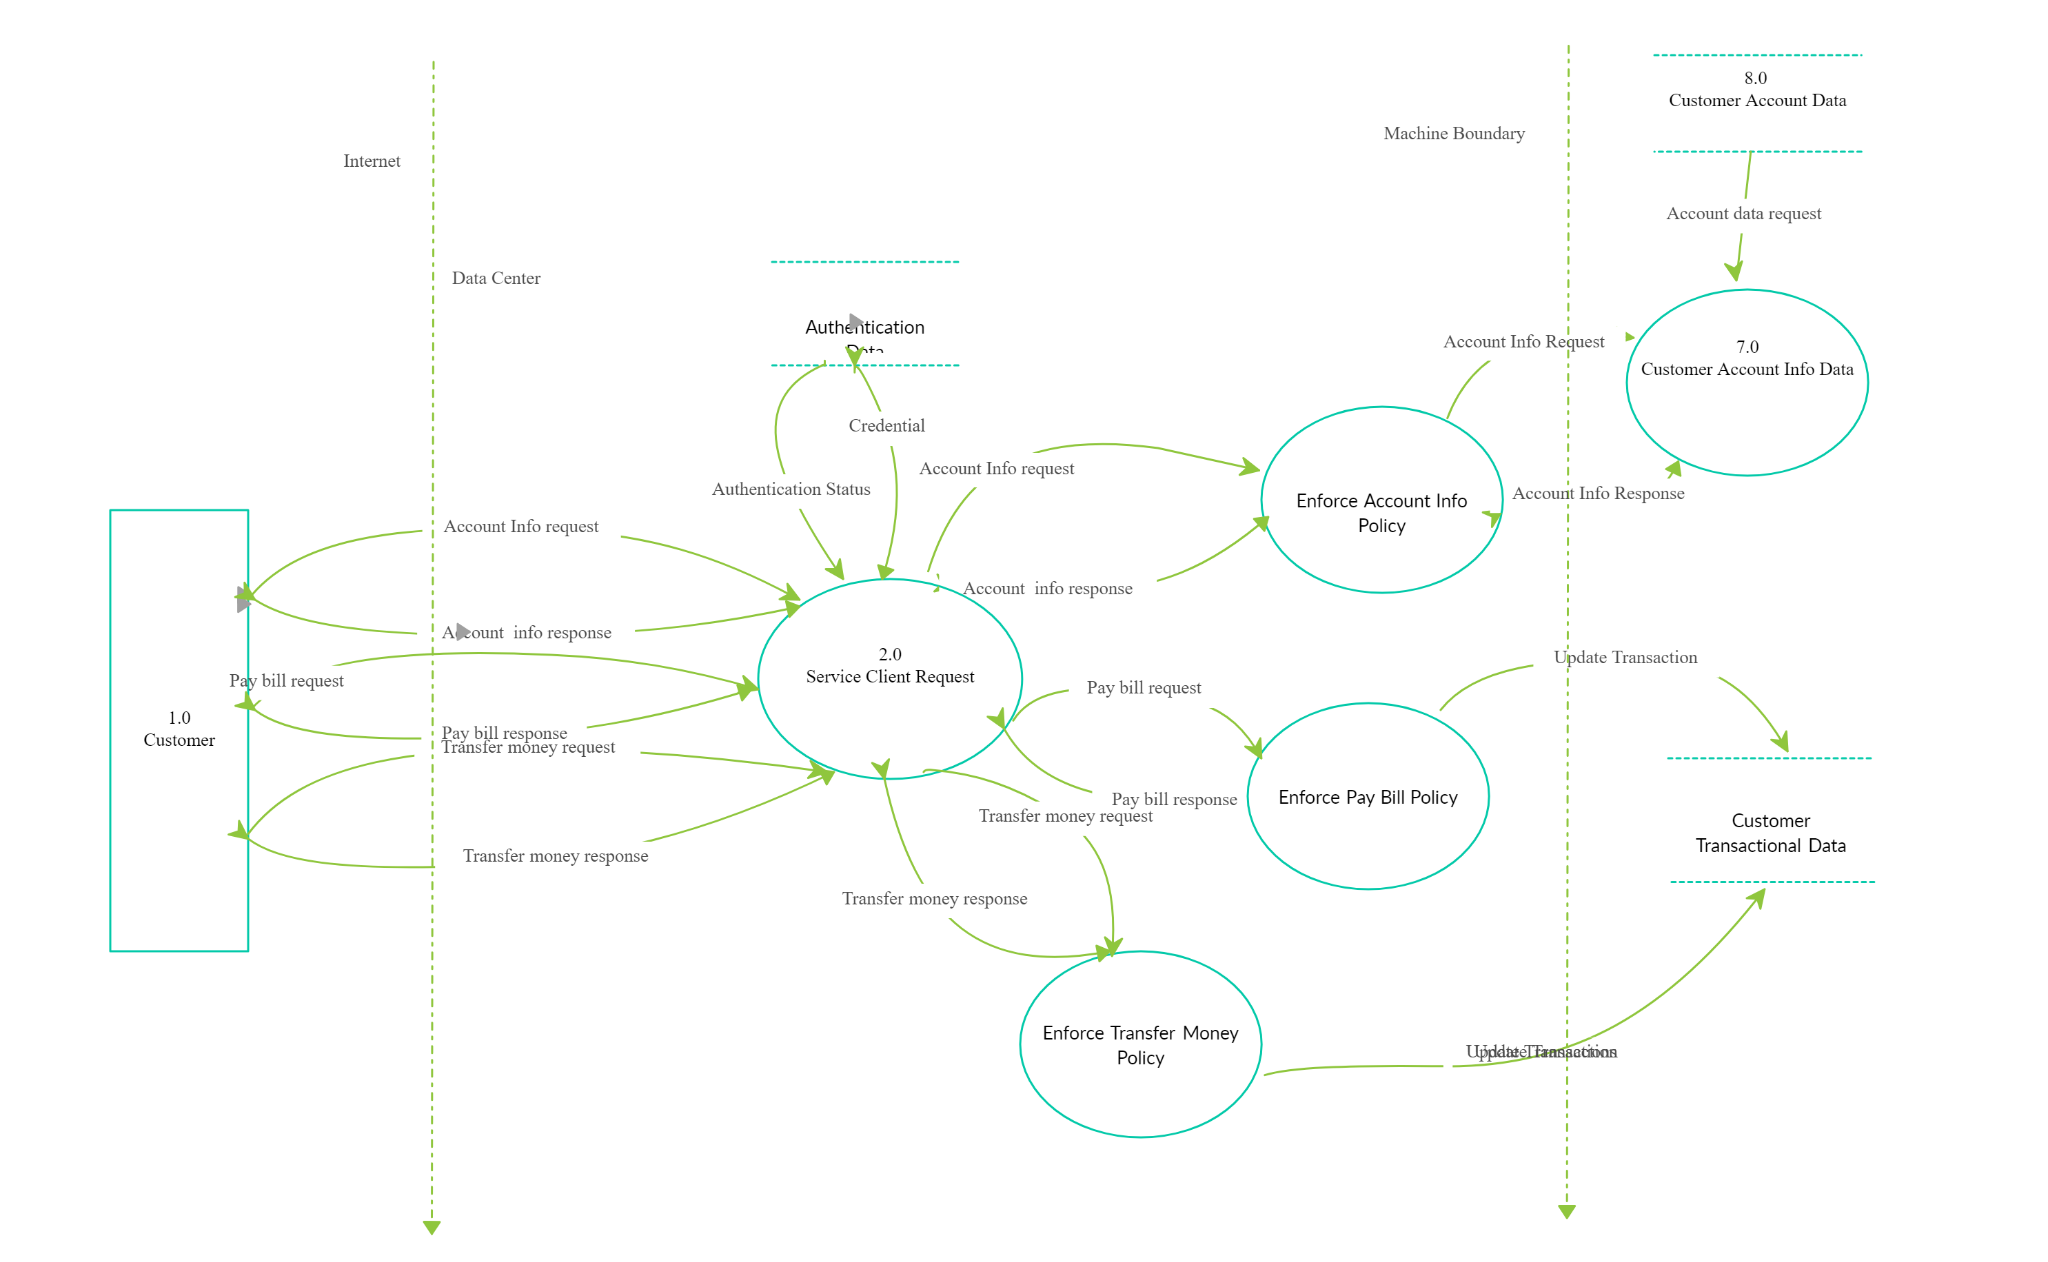 8.0
Customer Account Data
Machine Boundary
Internet
Account data request
Data Center
Authentication
Data
Account Info Request
7.0
Customer Account Info Data
Credential
Account Info request
Authentication Status
Enforce Account Info
Policy
Account Info Response
Account Info request
Account  info response
Account  info response
2.0
Service Client Request
Update Transaction
Pay bill request
Pay bill request
1.0
Customer
Pay bill response
Transfer money request
Enforce Pay Bill Policy
Pay bill response
Transfer money request
Customer
Transactional Data
Transfer money response
Transfer money response
Enforce Transfer Money
Policy
Update Transaction